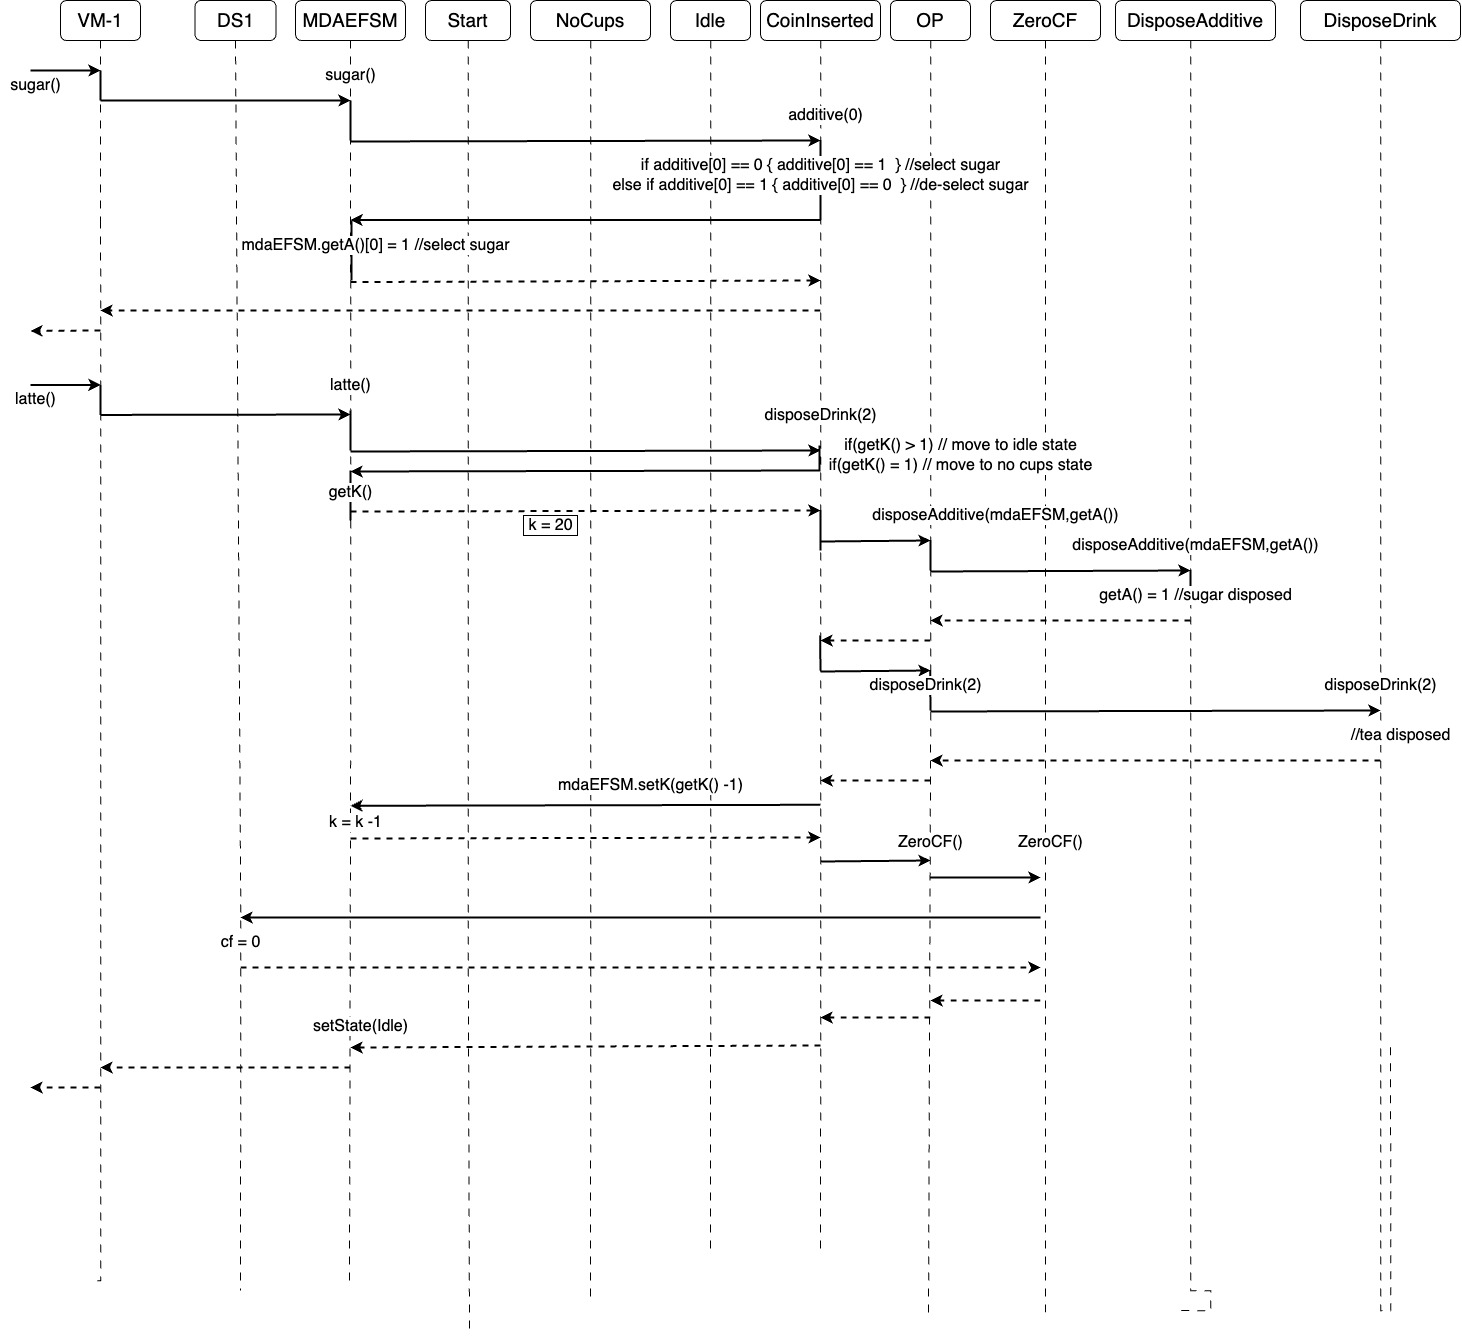 VM-1
DS1
MDAEFSM
Start
NoCups
Idle
CoinInserted
OP
ZeroCF
DisposeAdditive
DisposeDrink
sugar()
sugar()
additive(0)
if additive[0] == 0 { additive[0] == 1 } //select sugar
else if additive[0] == 1 { additive[0] == 0 } //de-select sugar
mdaEFSM.getA()[0] = 1 //select sugar
latte()
latte()
disposeDrink(2)
if(getK() > 1) // move to idle state
if(getK() = 1) // move to no cups state
getK()
k = 20
disposeAdditive(mdaEFSM,getA())
disposeAdditive(mdaEFSM,getA())
getA() = 1 //sugar disposed
disposeDrink(2)
disposeDrink(2)
//tea disposed
mdaEFSM.setK(getK() -1)
k = k -1
ZeroCF()
ZeroCF()
cf = 0
setState(Idle)